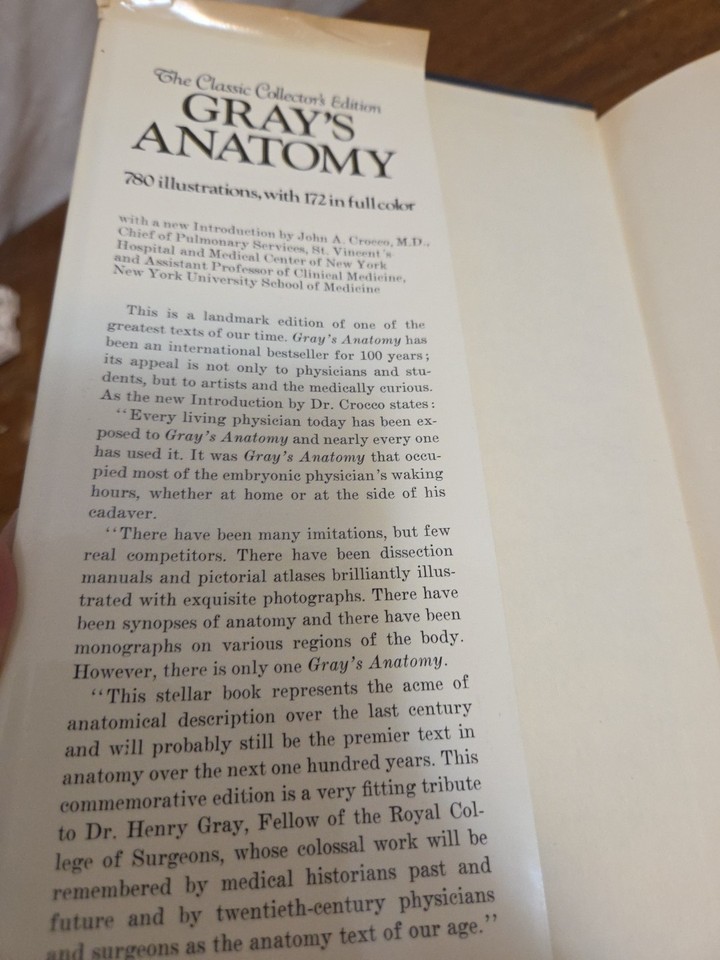 The Classic Collector's Edition
GRAY'S
ANATOMY
780 illustrations, with 172 in full color
with a new Introduction by John A. Crocco, M.D.,
Chief of Pulmonary Services, St. Vincent's
Hospital and Medical Center of New York
and Assistant Professor of Clinical Medicine,
New York University School of Medicine
This is a landmark edition of one of the
greatest texts of our time. Gray's Anatomy has
been an international bestseller for 100 years;
its appeal is not only to physicians and stu-
dents, but to artists and the medically curious.
As the new Introduction by Dr. Crocco states:
“Every living physician today has been ex-
posed to Gray's Anatomy and nearly every one
has used it. It was Gray's Anatomy that occu-
pied most of the embryonic physician's waking
hours, whether at home or at the side of his
cadaver.
“There have been many imitations, but few
real competitors. There have been dissection
manuals and pictorial atlases brilliantly illus-
trated with exquisite photographs. There have
been synopses of anatomy and there have been
monographs on various regions of the body.
However, there is only one Gray's Anatomy.
“This stellar book represents the acme of
anatomical description over the last century
and will probably still be the premier text in
anatomy over the next one hundred years. This
commemorative edition is a very fitting tribute
to Dr. Henry Gray, Fellow of the Royal Col-
lege of Surgeons, whose colossal work will be
remembered by medical historians past and
future and by twentieth-century physicians
and surgeons as the anatomy text of our age.”